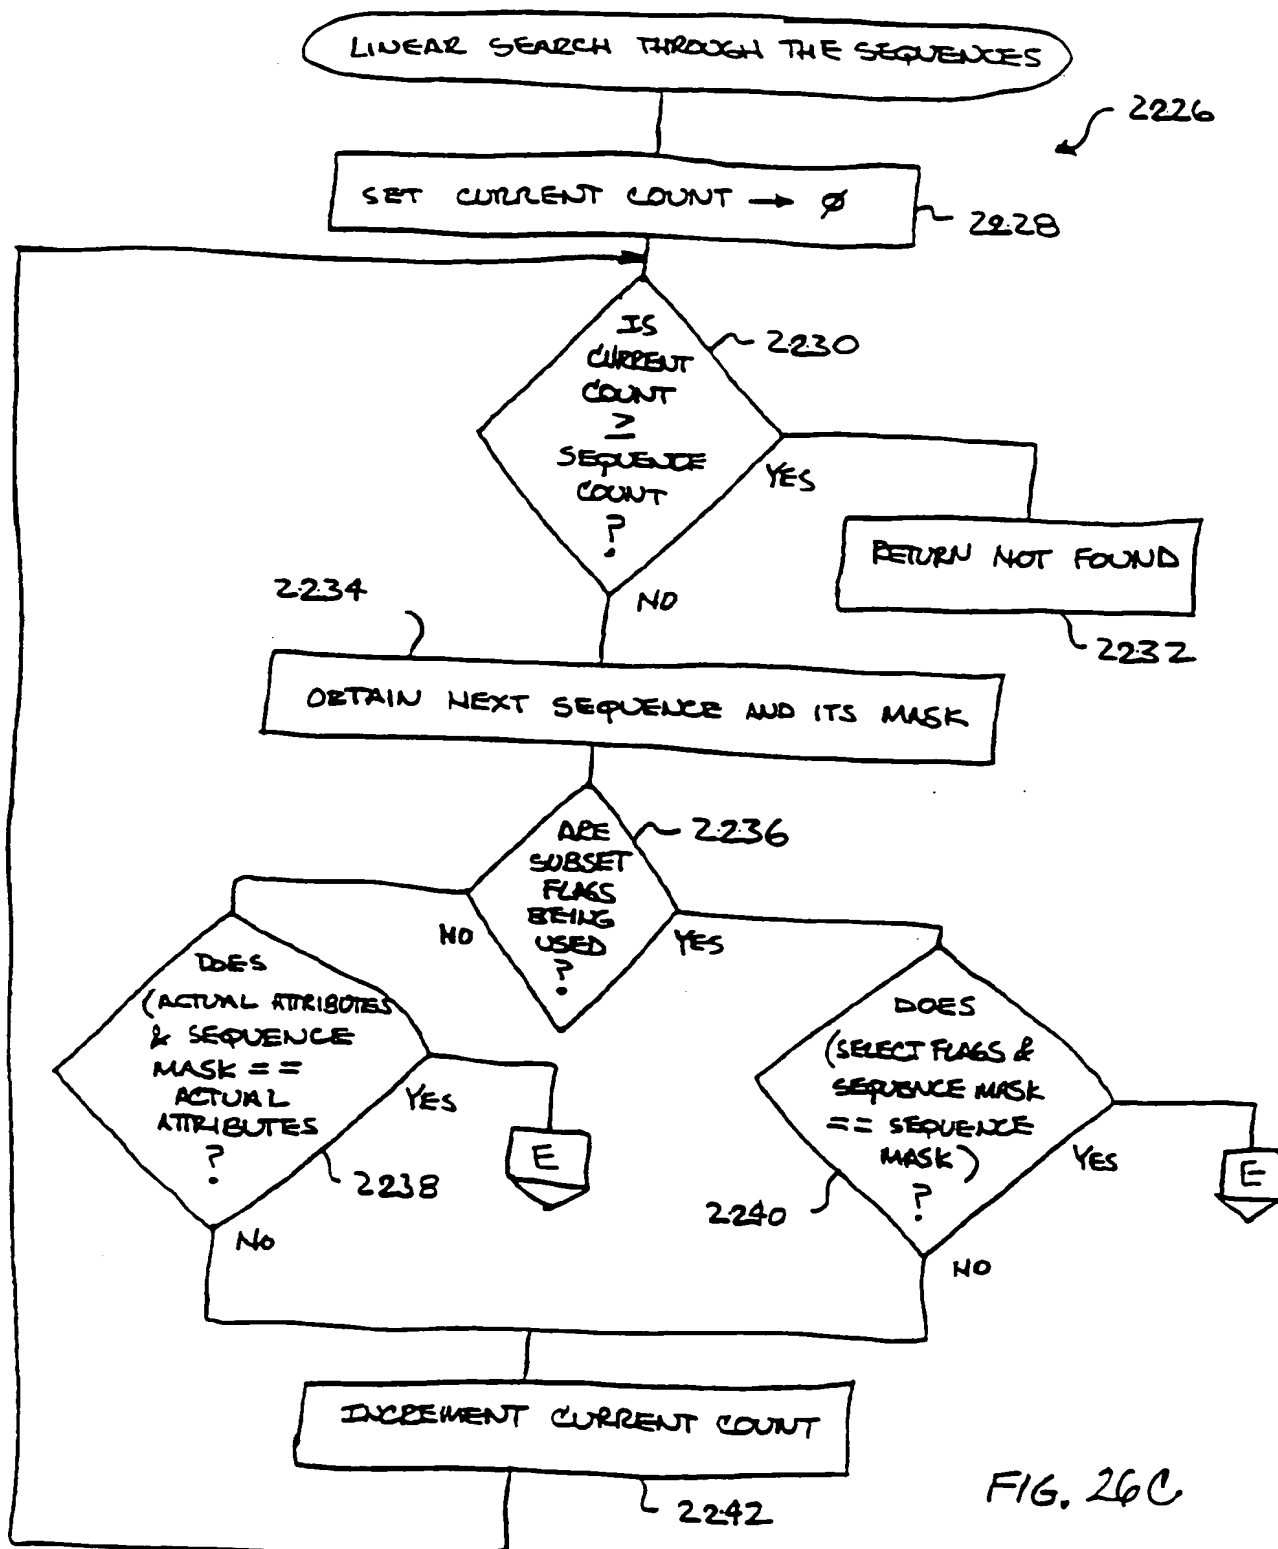 LINEAR SEARCH THROUGH THE SEQUENCES
2226
SET CURRENT COUNT → Ø
2228
IS
CURRENT
COUNT
≥
SEQUENCE
COUNT
?
2230
YES
RETURN NOT FOUND
2232
NO
2234
OBTAIN NEXT SEQUENCE AND ITS MASK
ARE
SUBSET
FLAGS
BEING
USED
?
2236
NO
YES
DOES
(ACTUAL ATTRIBUTES
& SEQUENCE
MASK ==
ACTUAL
ATTRIBUTES
?
YES
2238
E
No
DOES
(SELECT FLAGS &
SEQUENCE MASK
== SEQUENCE
MASK)
?
YES
2240
E
NO
INCREMENT CURRENT COUNT
2242
FIG. 26C